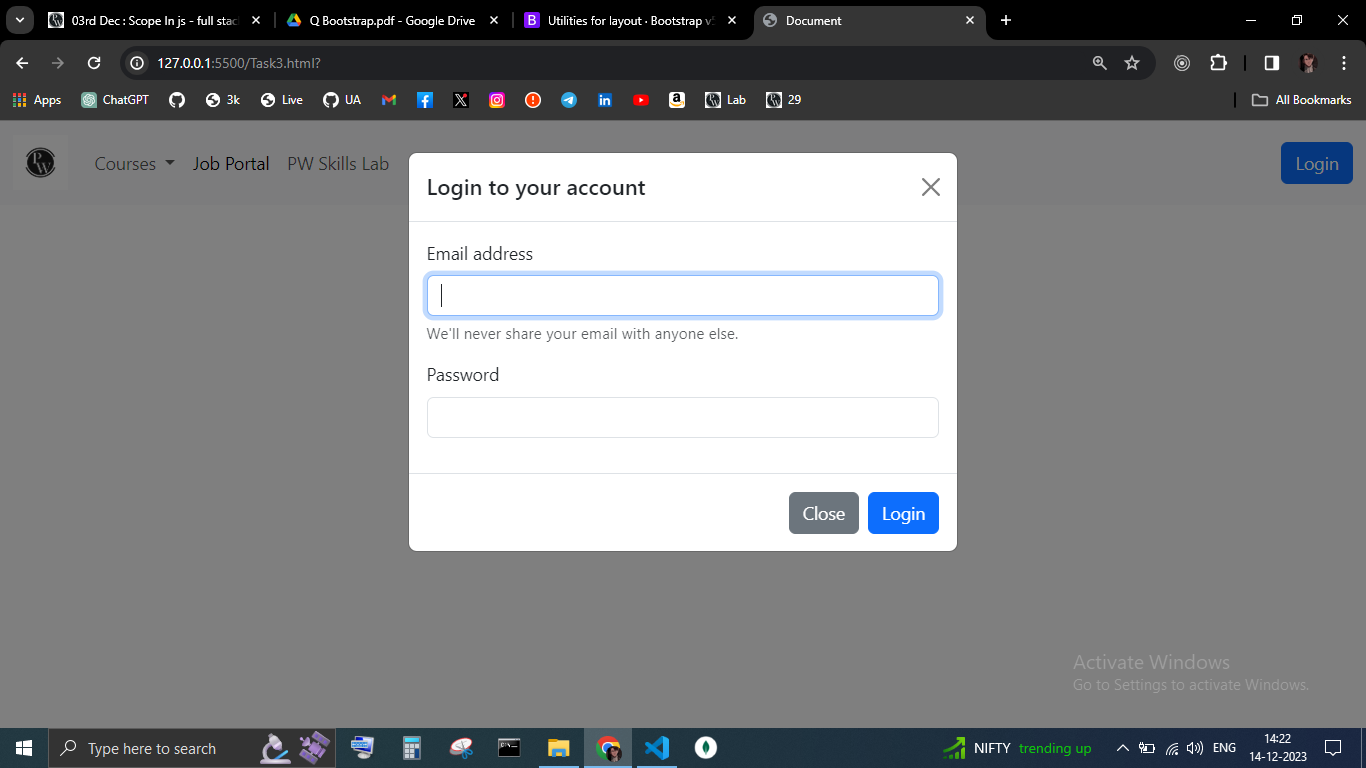 03rd Dec : Scope In js - full stac
Q Bootstrap.pdf - Google Drive
Utilities for layout · Bootstrap v5
Document
127.0.0.1:5500/Task3.html?
Apps
ChatGPT
3k
Live
UA
Lab
29
All Bookmarks
PW
Courses
Job Portal
PW Skills Lab
Login
Login to your account
Email address
We'll never share your email with anyone else.
Password
Close
Login
Activate Windows
Go to Settings to activate Windows.
Type here to search
NIFTY trending up
ENG
14:22
14-12-2023